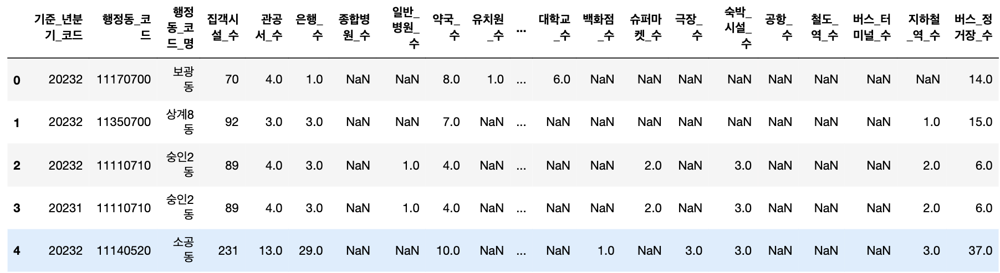 기준_년분기_코드 행정동_코드 행정동_코드_명 집객시설_수 관공서_수 은행_수 종합병원_수 일반_병원_수 약국_수 유치원_수 ... 대학교_수 백화점_수 슈퍼마켓_수 극장_수 숙박_시설_수 공항_수 철도_역_수 버스_터미널_수 지하철_역_수 버스_정거장_수
0 20232 11170700 보광동 70 4.0 1.0 NaN NaN 8.0 1.0 ... 6.0 NaN NaN NaN NaN NaN NaN NaN NaN 14.0
1 20232 11350700 상계8동 92 3.0 3.0 NaN NaN 7.0 NaN ... NaN NaN NaN NaN NaN NaN NaN NaN 1.0 15.0
2 20232 11110710 숭인2동 89 4.0 3.0 NaN 1.0 4.0 NaN ... NaN NaN 2.0 NaN 3.0 NaN NaN NaN 2.0 6.0
3 20231 11110710 숭인2동 89 4.0 3.0 NaN 1.0 4.0 NaN ... NaN NaN 2.0 NaN 3.0 NaN NaN NaN 2.0 6.0
4 20232 11140520 소공동 231 13.0 29.0 NaN NaN 10.0 NaN ... NaN 1.0 NaN 3.0 3.0 NaN NaN NaN 3.0 37.0